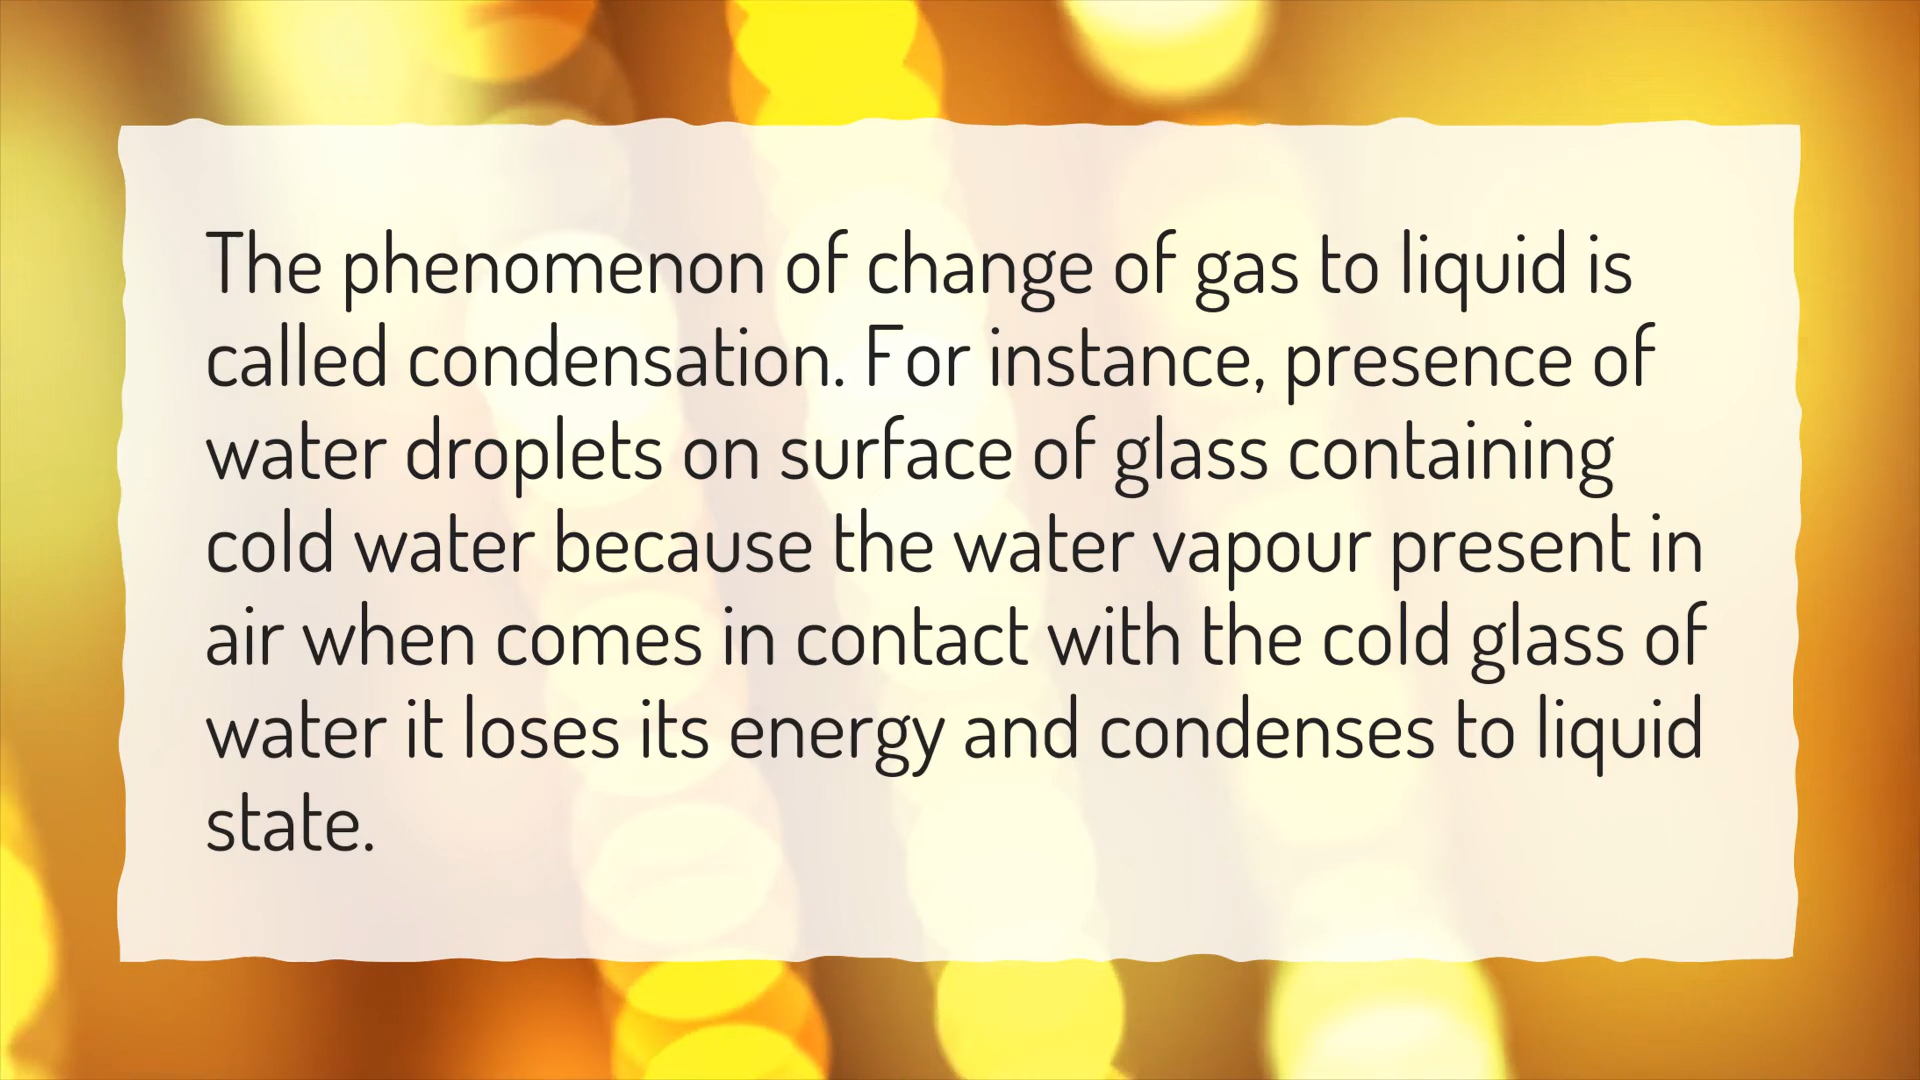 The phenomenon of change of gas to liquid is
called condensation. For instance, presence of
water droplets on surface of glass containing
cold water because the water vapour present in
air when comes in contact with the cold glass of
water it loses its energy and condenses to liquid
state.